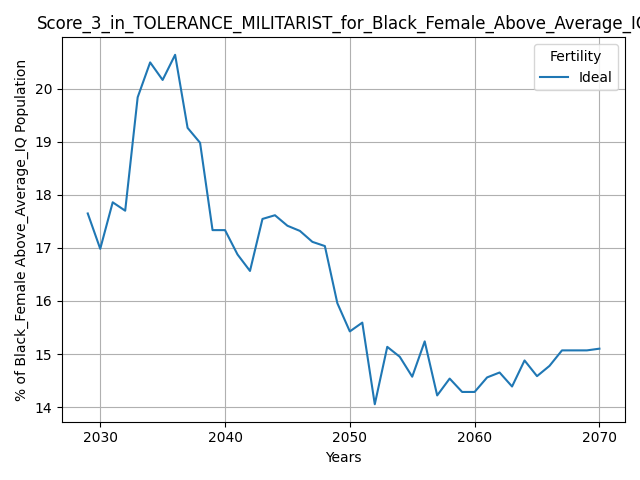 Score_3_in_TOLERANCE_MILITARIST_for_Black_Female_Above_Average_IQ
Fertility
Ideal
% of Black_Female Above_Average_IQ Population
20
19
18
17
16
15
14
2030 2040 2050 2060 2070
Years